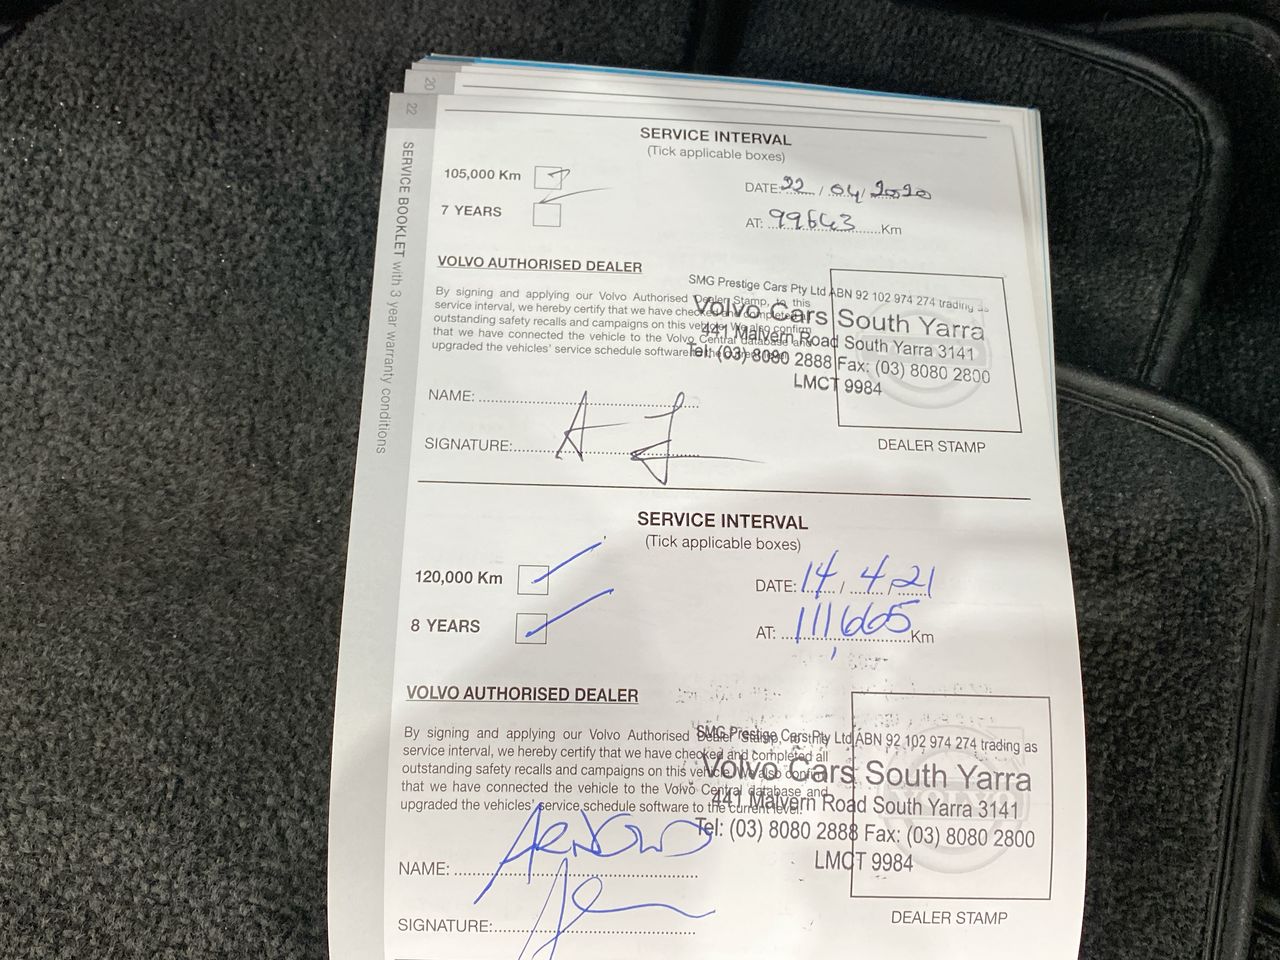 20
22
SERVICE BOOKLET with 3 year warranty conditions
SERVICE INTERVAL
(Tick applicable boxes)
105,000 Km
7 YEARS
DATE: 22 / 04 / 2020
AT: 99643 Km
VOLVO AUTHORISED DEALER
By signing and applying our Volvo Authorised Dealer Stamp, to this
service interval, we hereby certify that we have checked and completed
outstanding safety recalls and campaigns on this vehicle. We also confirm
that we have connected the vehicle to the Volvo Central database and
upgraded the vehicles' service schedule software
SMG Prestige Cars Pty Ltd ABN 92 102 974 274 trading as
Volvo Cars South Yarra
441 Malvern Road South Yarra 3141
Tel: (03) 8080 2888 Fax: (03) 8080 2800
LMCT 9984
NAME:
SIGNATURE:
DEALER STAMP
SERVICE INTERVAL
(Tick applicable boxes)
120,000 Km
8 YEARS
DATE: 14 / 4 / 21
AT: 111665 Km
VOLVO AUTHORISED DEALER
By signing and applying our Volvo Authorised Dealer Stamp,
service interval, we hereby certify that we have checked and completed all
outstanding safety recalls and campaigns on this vehicle. We also confirm
that we have connected the vehicle to the Volvo Central database and
upgraded the vehicles' service schedule software to the current level.
SMG Prestige Cars Pty Ltd ABN 92 102 974 274 trading as
Volvo Cars South Yarra
441 Malvern Road South Yarra 3141
Tel: (03) 8080 2888 Fax: (03) 8080 2800
LMCT 9984
NAME: ARNOLD
SIGNATURE:
DEALER STAMP